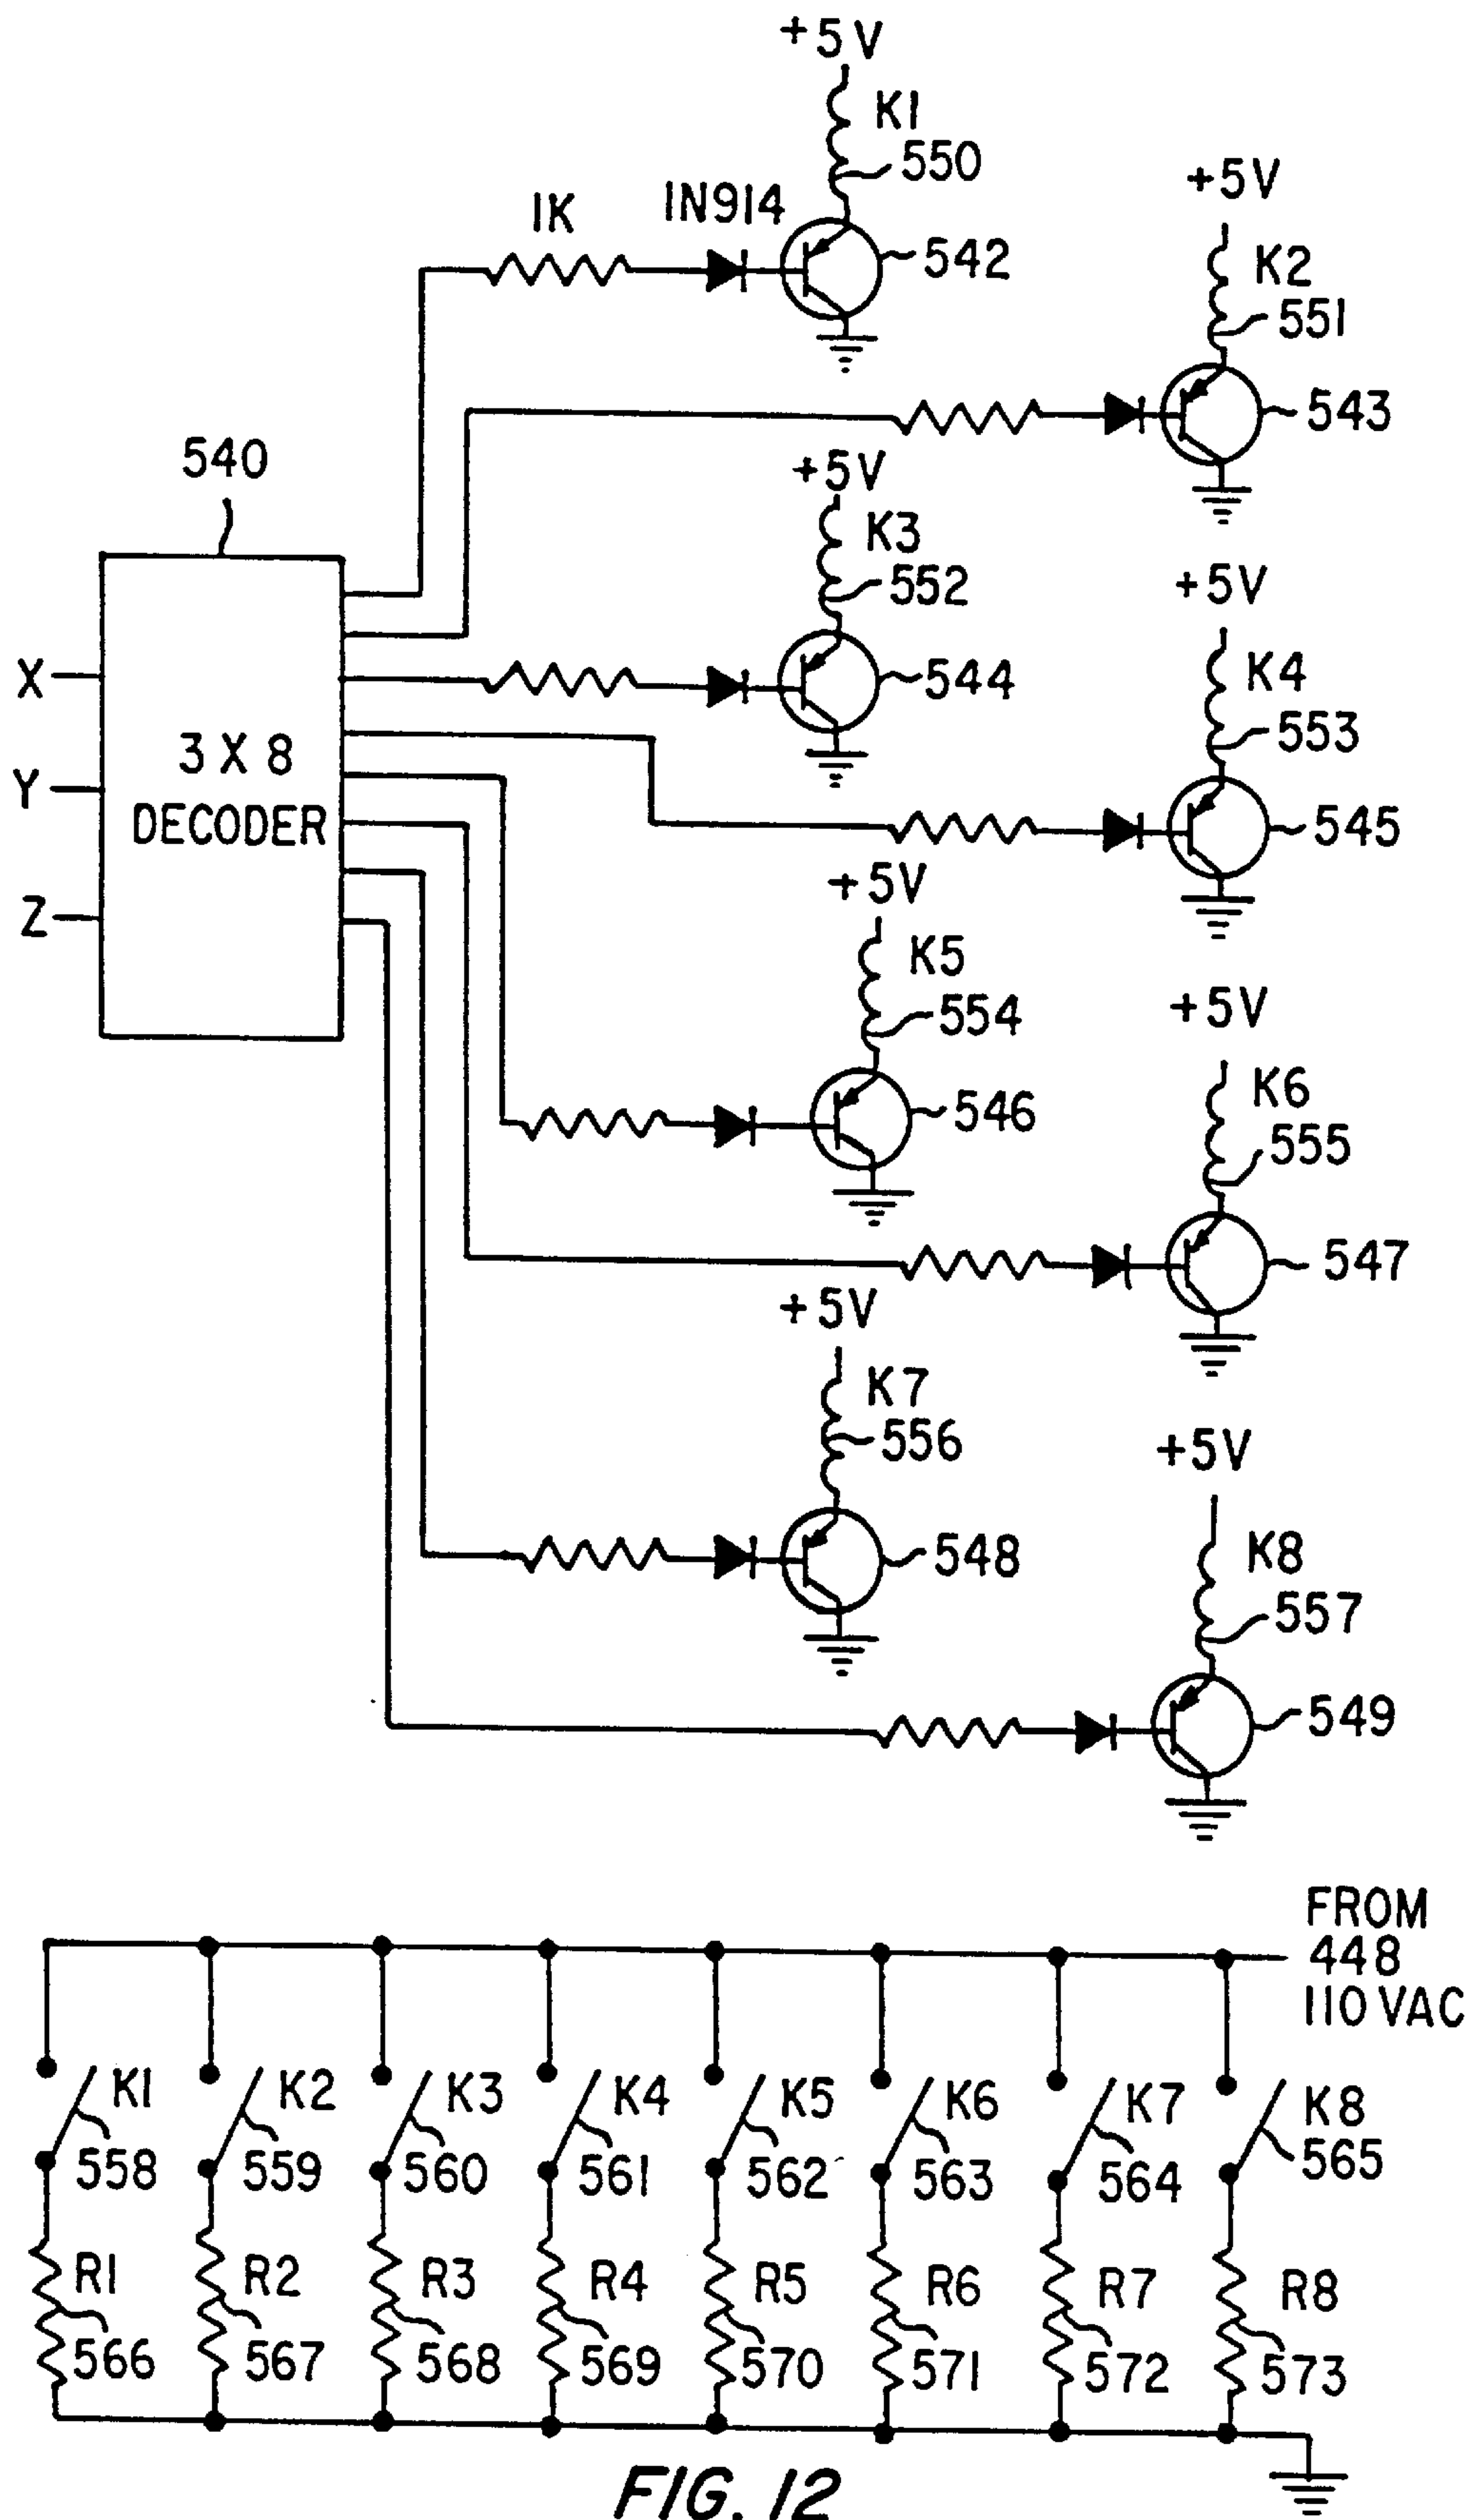 +5V
K1
550
1K
1N914
542
+5V
K2
551
543
540
+5V
K3
552
544
+5V
K4
553
545
X
Y
Z
3 X 8
DECODER
+5V
K5
554
546
+5V
K6
555
547
+5V
K7
556
548
+5V
K8
557
549
FROM
448
110 VAC
K1
558
K2
559
K3
560
K4
561
K5
562
K6
563
K7
564
K8
565
R1
566
R2
567
R3
568
R4
569
R5
570
R6
571
R7
572
R8
573
FIG. 12